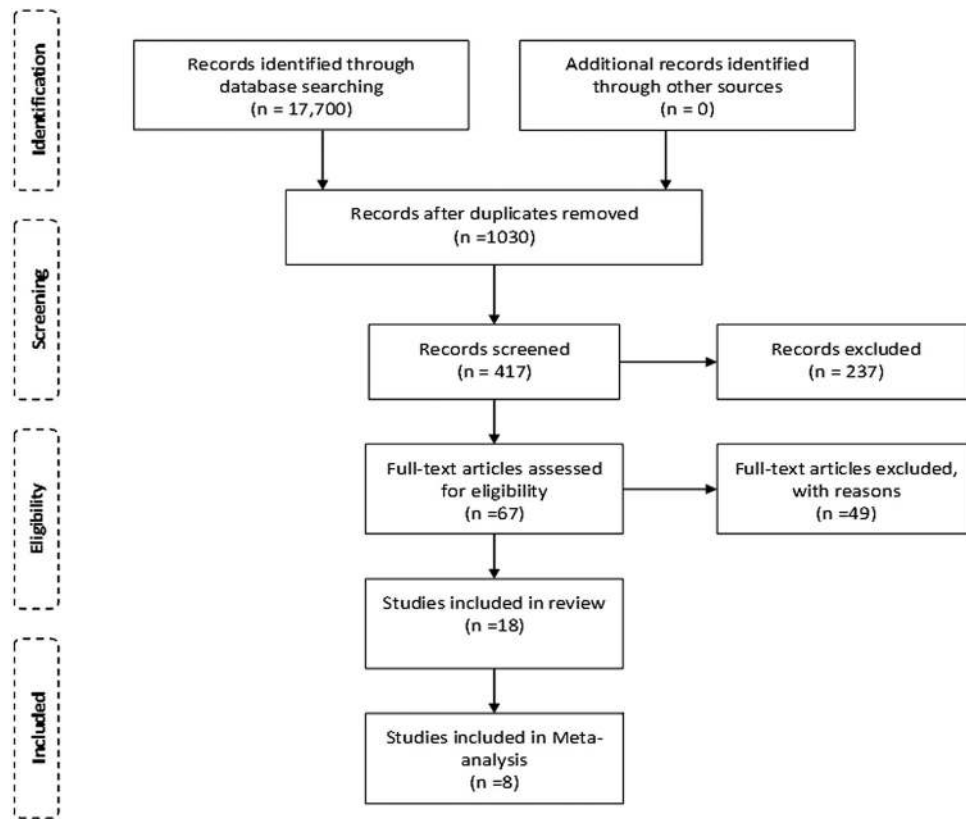 Identification
Records identified through
database searching
(n = 17,700)
Additional records identified
through other sources
(n = 0)
Records after duplicates removed
(n =1030)
Screening
Records screened
(n = 417)
Records excluded
(n = 237)
Eligibility
Full-text articles assessed
for eligibility
(n =67)
Full-text articles excluded,
with reasons
(n =49)
Studies included in review
(n =18)
Included
Studies included in Meta-
analysis
(n =8)